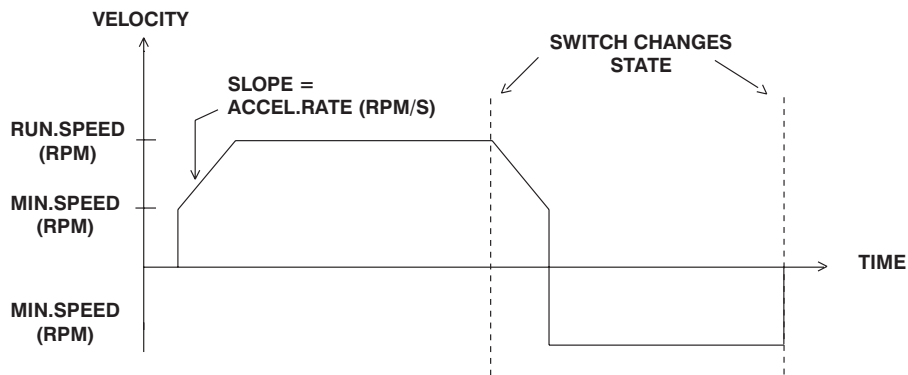 VELOCITY
SWITCH CHANGES
STATE
SLOPE =
ACCEL.RATE (RPM/S)
RUN.SPEED
(RPM)
MIN.SPEED
(RPM)
TIME
MIN.SPEED
(RPM)